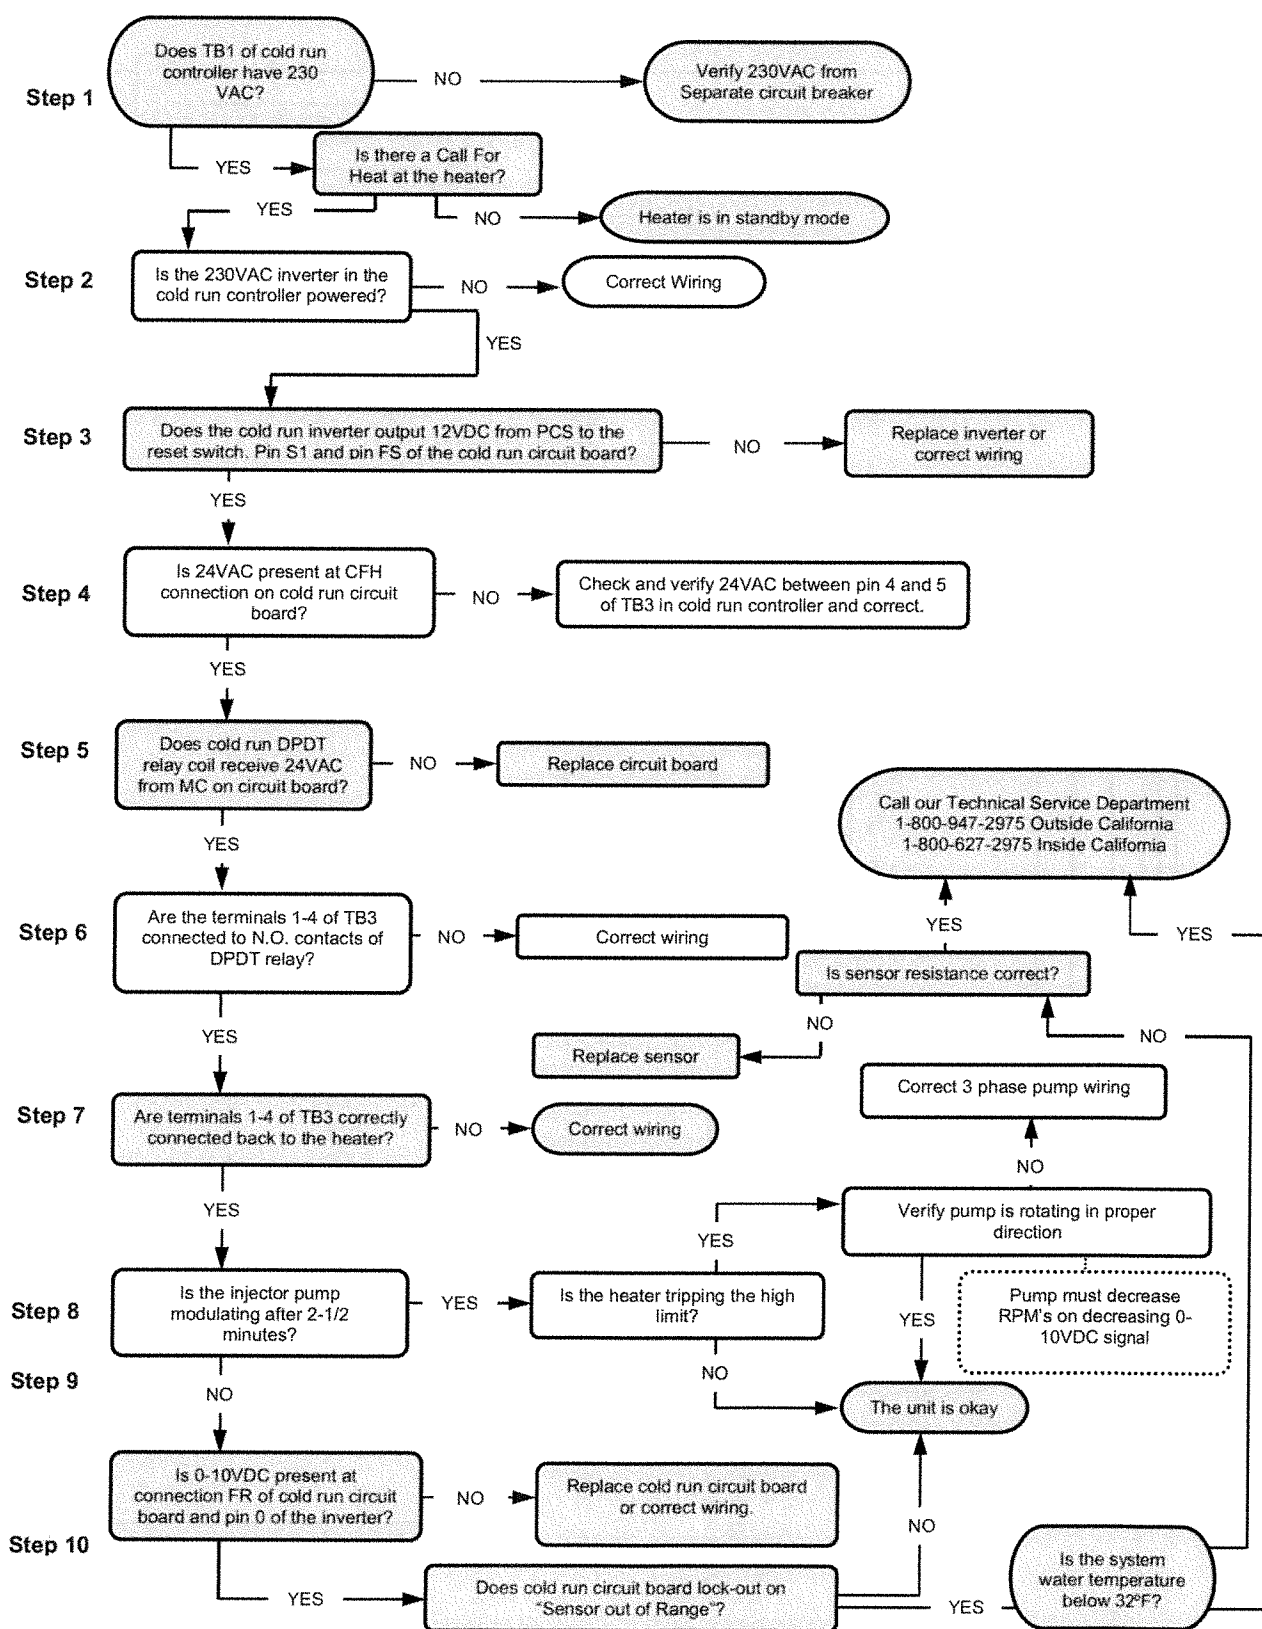 Does TB1 of cold run
controller have 230
VAC?
NO
Verify 230VAC from
Separate circuit breaker
Step 1
YES
Is there a Call For
Heat at the heater?
YES
NO
Heater is in standby mode
Step 2
Is the 230VAC inverter in the
cold run controller powered?
NO
Correct Wiring
YES
Step 3
Does the cold run inverter output 12VDC from PCS to the
reset switch. Pin S1 and pin FS of the cold run circuit board?
NO
Replace inverter or
correct wiring
YES
Step 4
Is 24VAC present at CFH
connection on cold run circuit
board?
NO
Check and verify 24VAC between pin 4 and 5
of TB3 in cold run controller and correct.
YES
Step 5
Does cold run DPDT
relay coil receive 24VAC
from MC on circuit board?
NO
Replace circuit board
Call our Technical Service Department
1-800-947-2975 Outside California
1-800-627-2975 Inside California
YES
Step 6
Are the terminals 1-4 of TB3
connected to N.O. contacts of
DPDT relay?
NO
Correct wiring
YES
YES
Is sensor resistance correct?
NO
NO
YES
Replace sensor
Correct 3 phase pump wiring
Step 7
Are terminals 1-4 of TB3 correctly
connected back to the heater?
NO
Correct wiring
NO
YES
Verify pump is rotating in proper
direction
YES
Step 8
Is the injector pump
modulating after 2-1/2
minutes?
YES
Is the heater tripping the high
limit?
YES
Pump must decrease
RPM's on decreasing 0-
10VDC signal
Step 9
NO
NO
The unit is okay
Is 0-10VDC present at
connection FR of cold run circuit
board and pin 0 of the inverter?
NO
Replace cold run circuit board
or correct wiring.
NO
Step 10
YES
Does cold run circuit board lock-out on
"Sensor out of Range"?
YES
Is the system
water temperature
below 32°F?